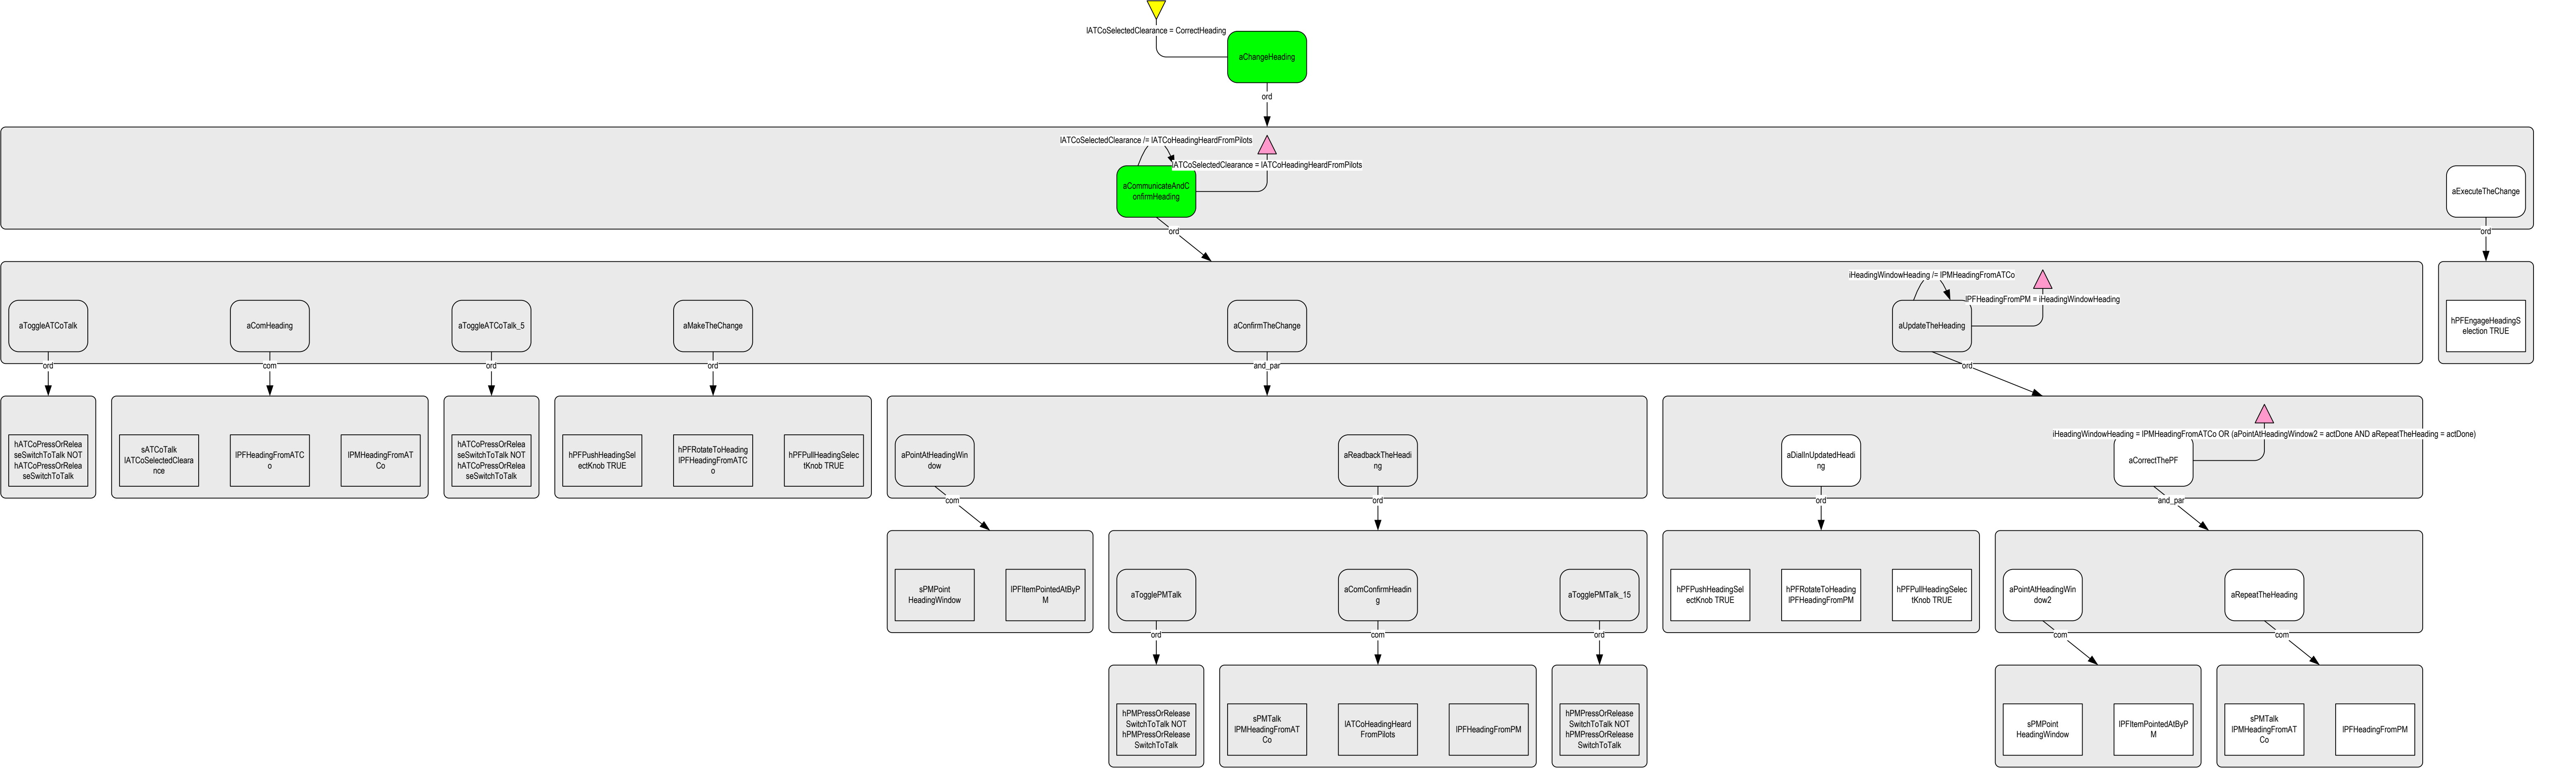 lATCoSelectedClearance = CorrectHeading
aChangeHeading
ord
lATCoSelectedClearance /= lATCoHeadingHeardFromPilots
lATCoSelectedClearance = lATCoHeadingHeardFromPilots
aCommunicateAndC
onfirmHeading
aExecuteTheChange
ord
ord
iHeadingWindowHeading /= lPMHeadingFromATCo
lPFHeadingFromPM = iHeadingWindowHeading
aToggleATCoTalk
aComHeading
aToggleATCoTalk_5
aMakeTheChange
aConfirmTheChange
aUpdateTheHeading
hPFEngageHeadingS
election TRUE
ord
com
ord
ord
and_par
ord
iHeadingWindowHeading = lPMHeadingFromATCo OR (aPointAtHeadingWindow2 = actDone AND aRepeatTheHeading = actDone)
hATCoPressOrRelea
seSwitchToTalk NOT
hATCoPressOrRelea
seSwitchToTalk
sATCoTalk
lATCoSelectedCleara
nce
lPFHeadingFromATC
o
lPMHeadingFromAT
Co
hATCoPressOrRelea
seSwitchToTalk NOT
hATCoPressOrRelea
seSwitchToTalk
hPFPushHeadingSel
ectKnob TRUE
hPFRotateToHeading
lPFHeadingFromATC
o
hPFPullHeadingSelec
tKnob TRUE
aPointAtHeadingWin
dow
aReadbackTheHeadi
ng
aDialInUpdatedHeadi
ng
aCorrectThePF
com
ord
ord
and_par
sPMPoint
HeadingWindow
lPFItemPointedAtByP
M
aTogglePMTalk
aComConfirmHeadin
g
aTogglePMTalk_15
hPFPushHeadingSel
ectKnob TRUE
hPFRotateToHeading
lPFHeadingFromPM
hPFPullHeadingSelec
tKnob TRUE
aPointAtHeadingWin
dow2
aRepeatTheHeading
ord
com
ord
com
com
hPMPressOrRelease
SwitchToTalk NOT
hPMPressOrRelease
SwitchToTalk
sPMTalk
lPMHeadingFromAT
Co
lATCoHeadingHeard
FromPilots
lPFHeadingFromPM
hPMPressOrRelease
SwitchToTalk NOT
hPMPressOrRelease
SwitchToTalk
sPMPoint
HeadingWindow
lPFItemPointedAtByP
M
sPMTalk
lPMHeadingFromAT
Co
lPFHeadingFromPM